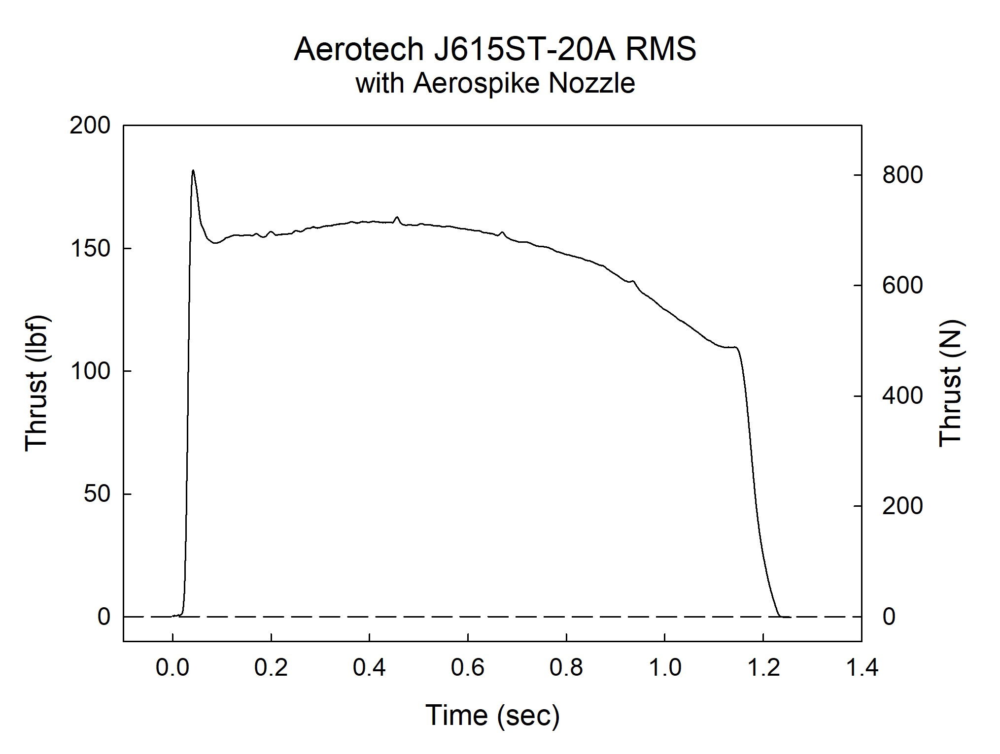 Aerotech J615ST-20A RMS
with Aerospike Nozzle
200
150
100
50
0
Thrust (lbf)
800
600
400
200
0
Thrust (N)
0.0 0.2 0.4 0.6 0.8 1.0 1.2 1.4
Time (sec)